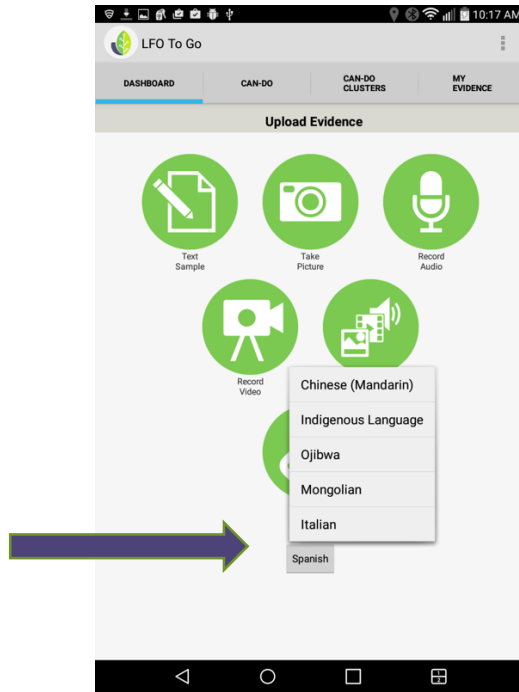 10:17 AM
LFO To Go
DASHBOARD
CAN-DO
CAN-DO
CLUSTERS
MY
EVIDENCE
Upload Evidence
Text
Sample
Take
Picture
Record
Audio
Record
Video
Chinese (Mandarin)
Indigenous Language
Ojibwa
Mongolian
Italian
Spanish